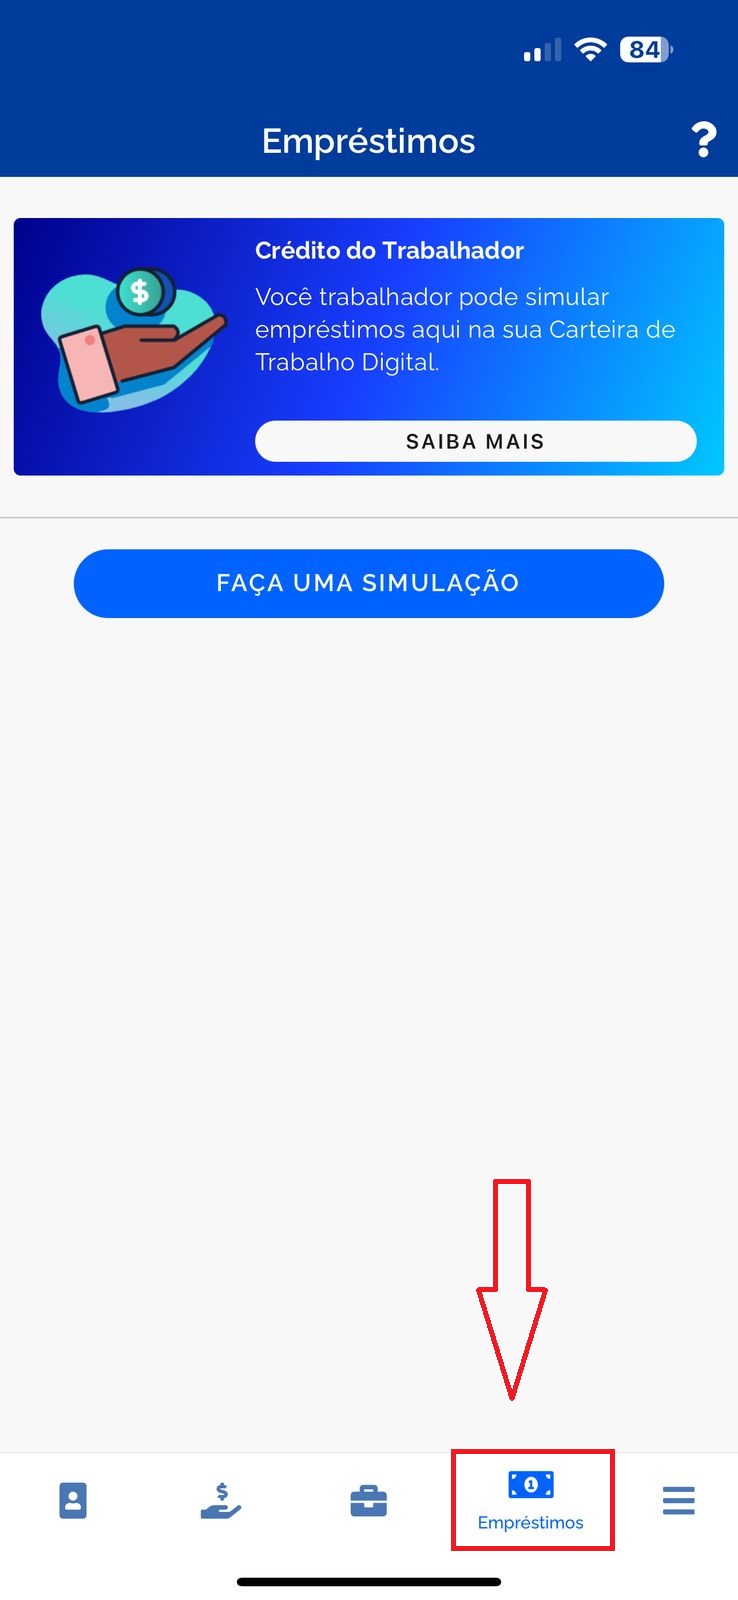 84
Empréstimos
?
Crédito do Trabalhador
Você trabalhador pode simular
empréstimos aqui na sua Carteira de
Trabalho Digital.
SAIBA MAIS
FAÇA UMA SIMULAÇÃO
Empréstimos